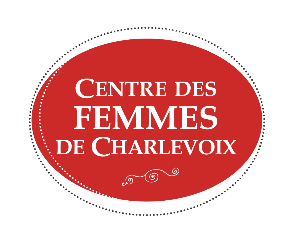 CENTRE DES
FEMMES
DE CHARLEVOIX